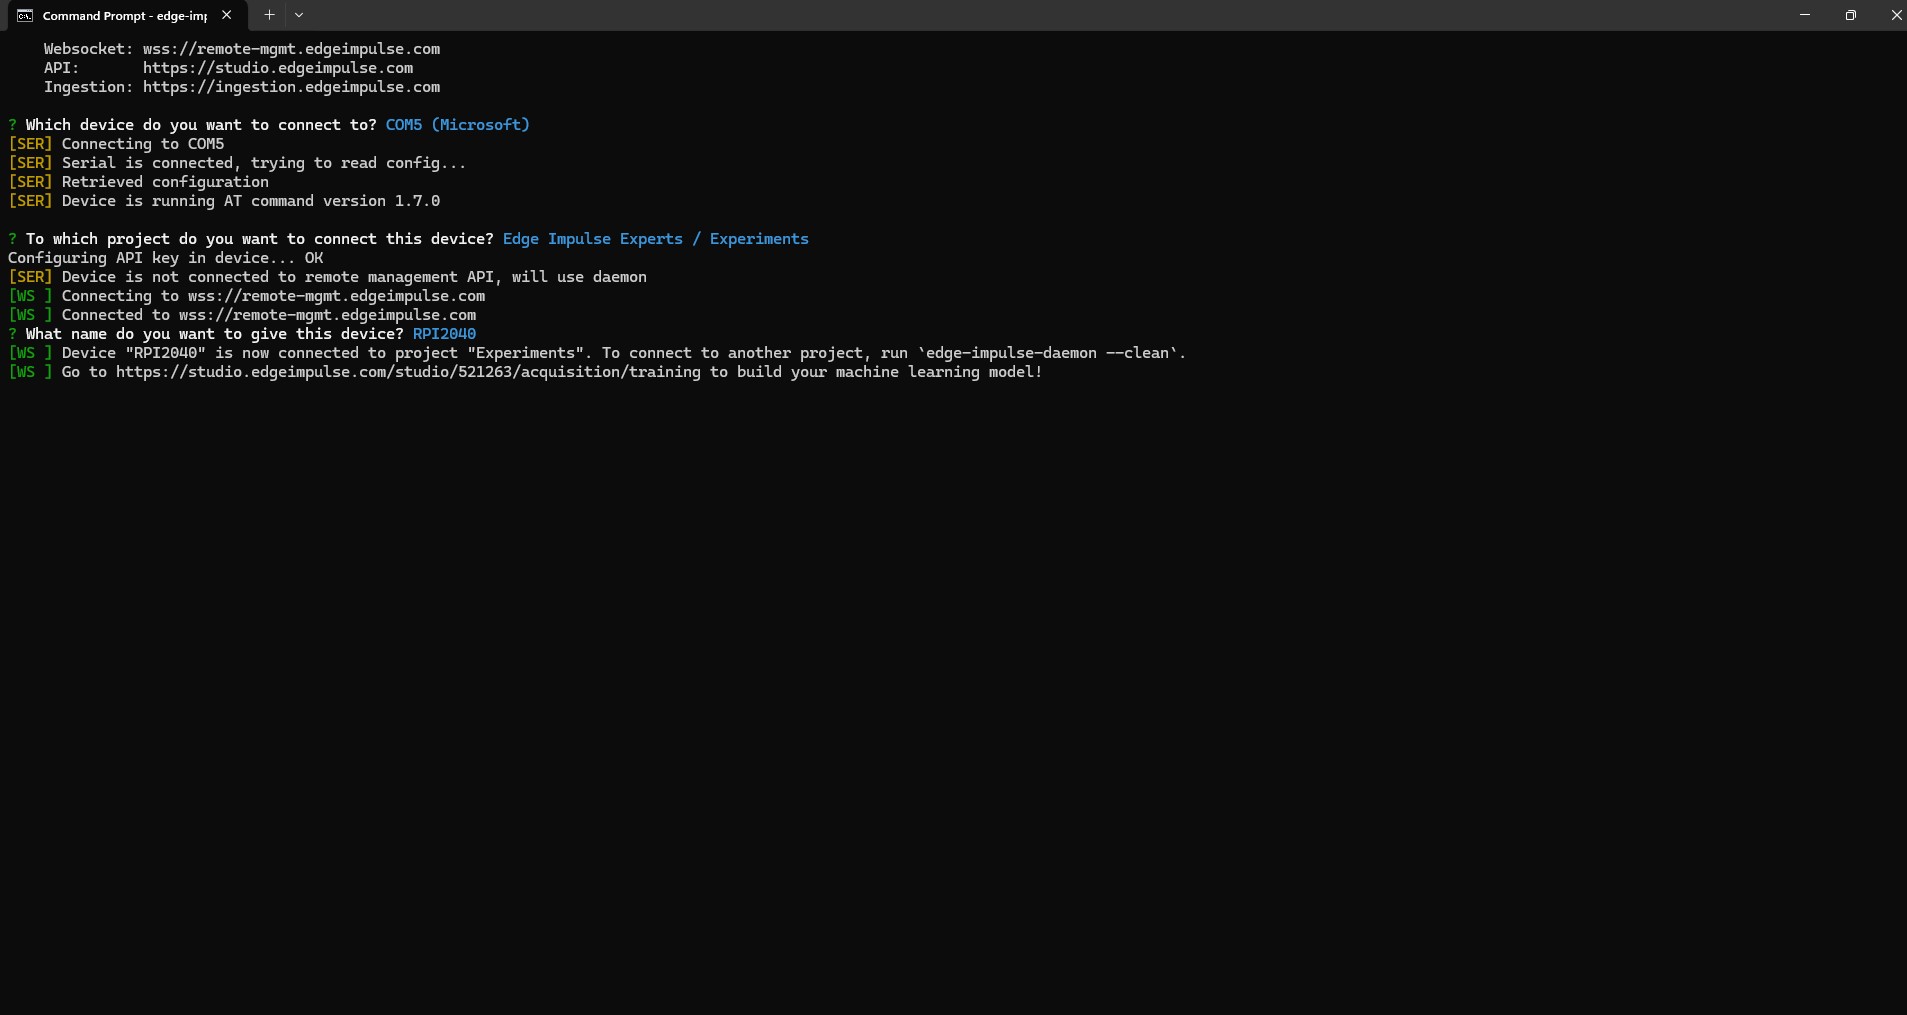 Command Prompt - edge-imp
Websocket: wss://remote-mgmt.edgeimpulse.com
API: https://studio.edgeimpulse.com
Ingestion: https://ingestion.edgeimpulse.com
? Which device do you want to connect to? COM5 (Microsoft)
[SER] Connecting to COM5
[SER] Serial is connected, trying to read config...
[SER] Retrieved configuration
[SER] Device is running AT command version 1.7.0
? To which project do you want to connect this device? Edge Impulse Experts / Experiments
Configuring API key in device... OK
[SER] Device is not connected to remote management API, will use daemon
[WS ] Connecting to wss://remote-mgmt.edgeimpulse.com
[WS ] Connected to wss://remote-mgmt.edgeimpulse.com
? What name do you want to give this device? RPI2040
[WS ] Device "RPI2040" is now connected to project "Experiments". To connect to another project, run `edge-impulse-daemon --clean`.
[WS ] Go to https://studio.edgeimpulse.com/studio/521263/acquisition/training to build your machine learning model!